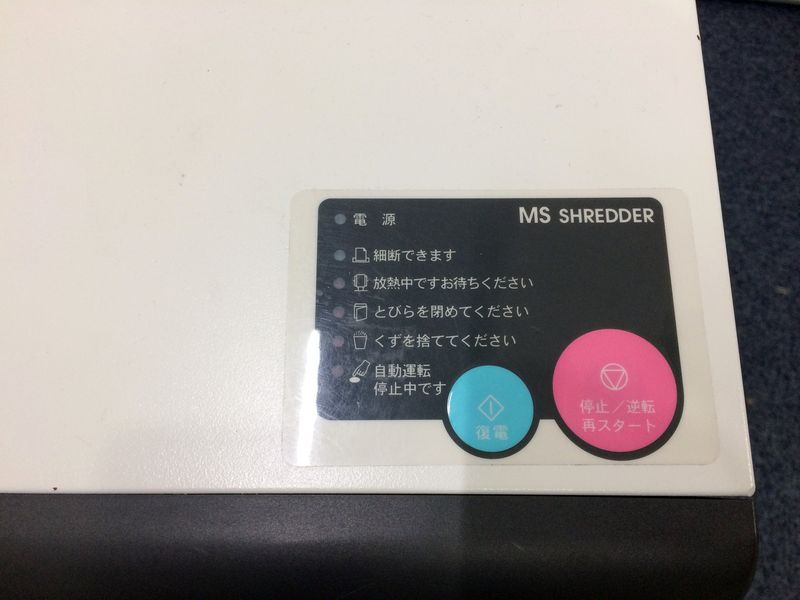 MS SHREDDER
電 源
細断できます
放熱中ですお待ちください
とびらを閉めてください
くずを捨ててください
自動運転
停止中です
復電
停止/逆転
再スタート